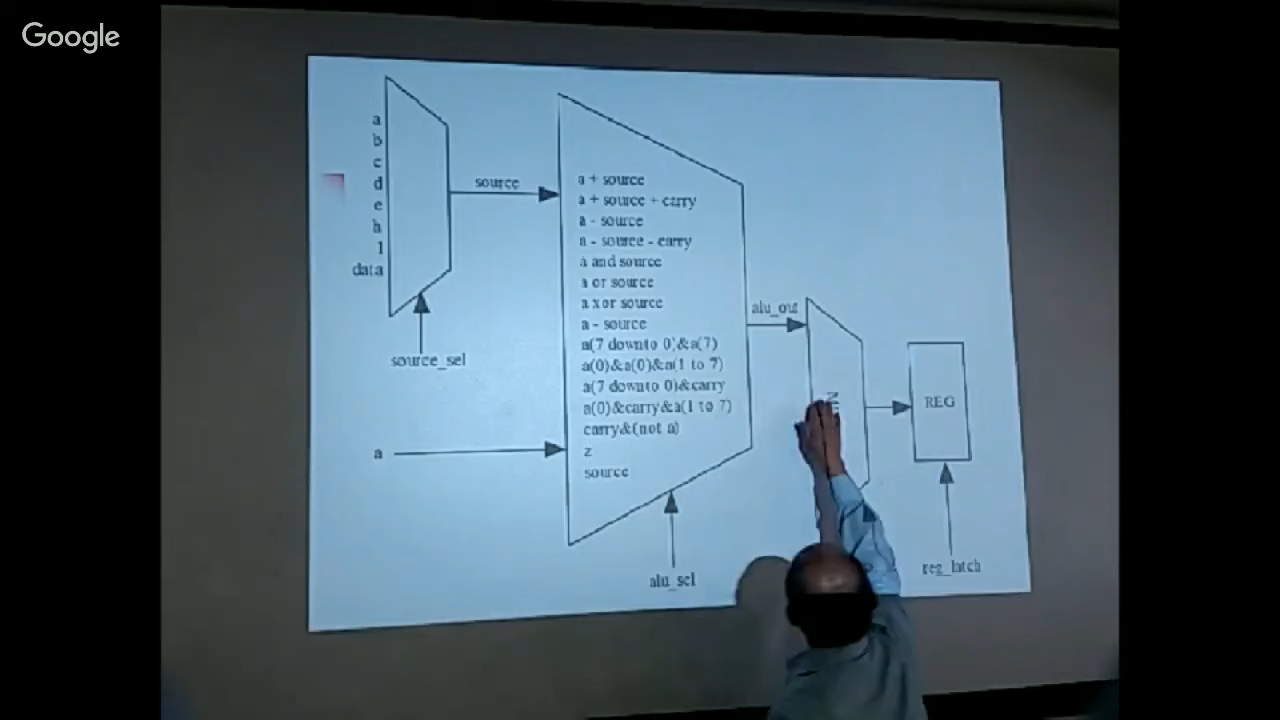 Google
a
b
c
d
e
h
l
data
source
source_sel
a
a + source
a + source + carry
a - source
a - source - carry
a and source
a or source
a xor source
a - source
a(7 downto 0)&a(7)
a(0)&a(0)&a(1 to 7)
a(7 downto 0)&carry
a(0)&carry&a(1 to 7)
carry&(not a)
z
source
alu_sel
alu_out
REG
reg_latch